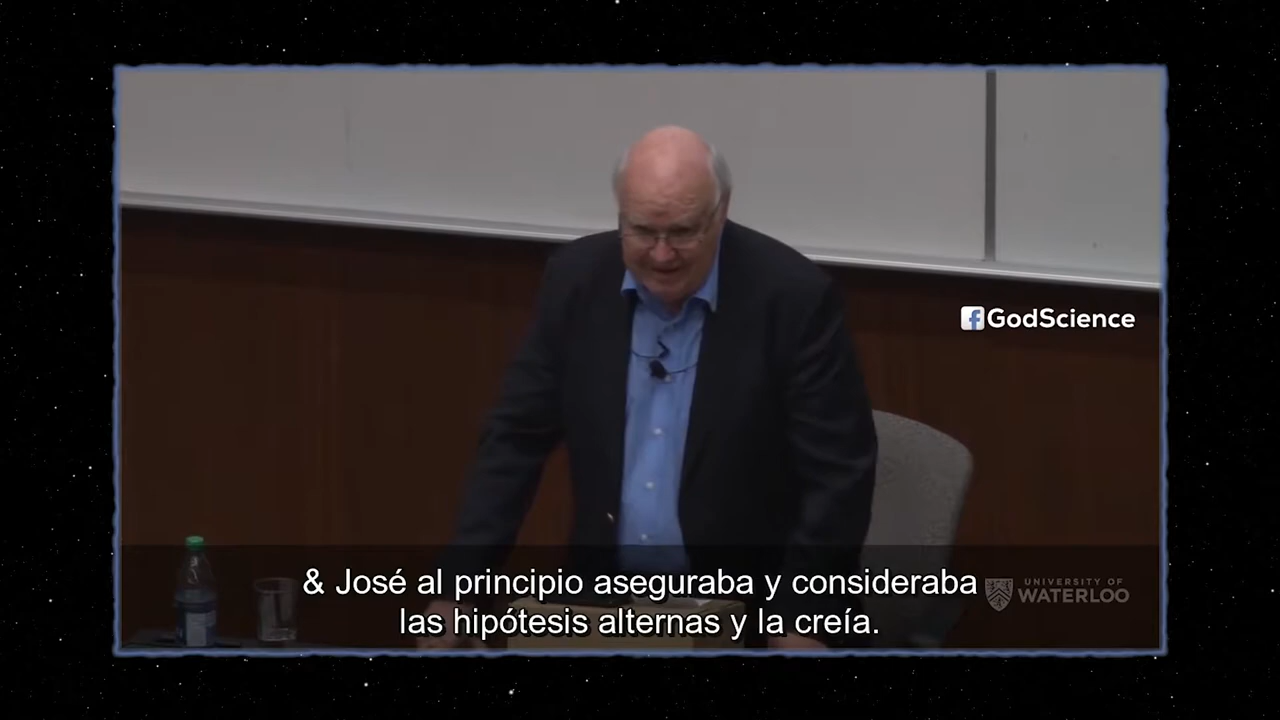 GodScience
& José al principio aseguraba y consideraba
las hipótesis alternas y la creía.
UNIVERSITY OF
WATERLOO